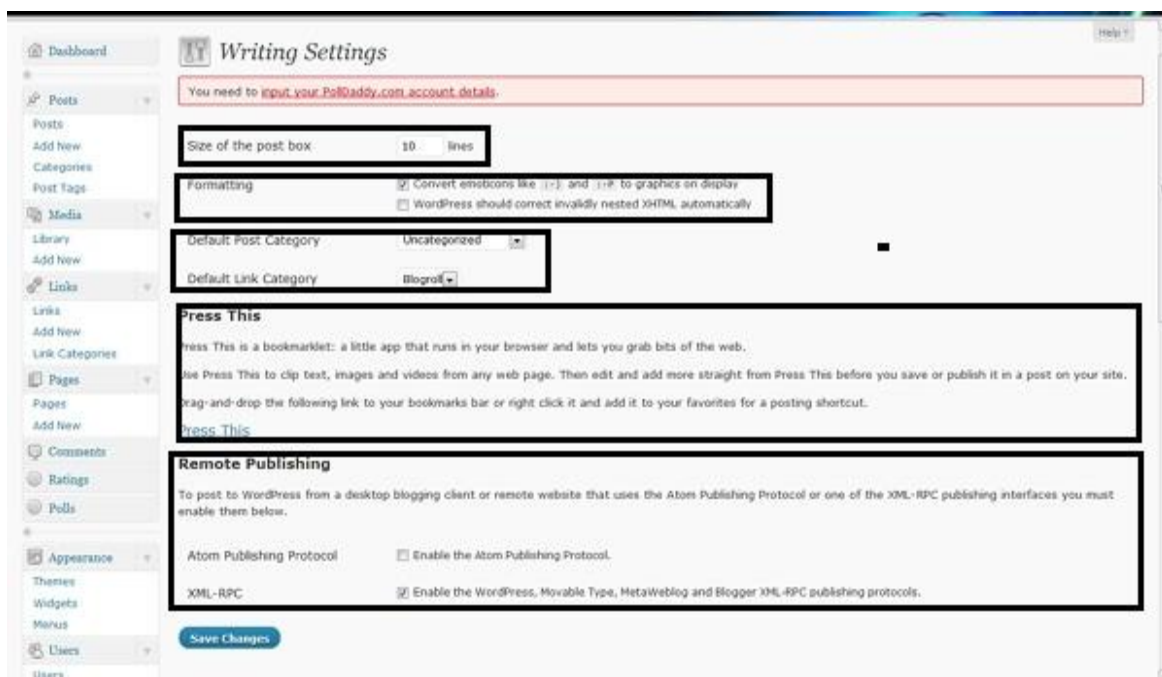 Help
Dashboard
Writing Settings
You need to input your PollDaddy.com account details.
Posts
Posts
Add New
Categories
Post Tags
Media
Library
Add New
Links
Links
Add New
Link Categories
Pages
Pages
Add New
Comments
Ratings
Polls
Appearance
Themes
Widgets
Menus
Users
Users
Size of the post box 10 lines
Formatting Convert emoticons like :-) and :-P to graphics on display
WordPress should correct invalidly nested XHTML automatically
Default Post Category Uncategorized
Default Link Category Blogroll
Press This
Press This is a bookmarklet: a little app that runs in your browser and lets you grab bits of the web.
Use Press This to clip text, images and videos from any web page. Then edit and add more straight from Press This before you save or publish it in a post on your site.
Drag-and-drop the following link to your bookmarks bar or right click it and add it to your favorites for a posting shortcut.
Press This
Remote Publishing
To post to WordPress from a desktop blogging client or remote website that uses the Atom Publishing Protocol or one of the XML-RPC publishing interfaces you must
enable them below.
Atom Publishing Protocol Enable the Atom Publishing Protocol.
XML-RPC Enable the WordPress, Movable Type, MetaWeblog and Blogger XML-RPC publishing protocols.
Save Changes